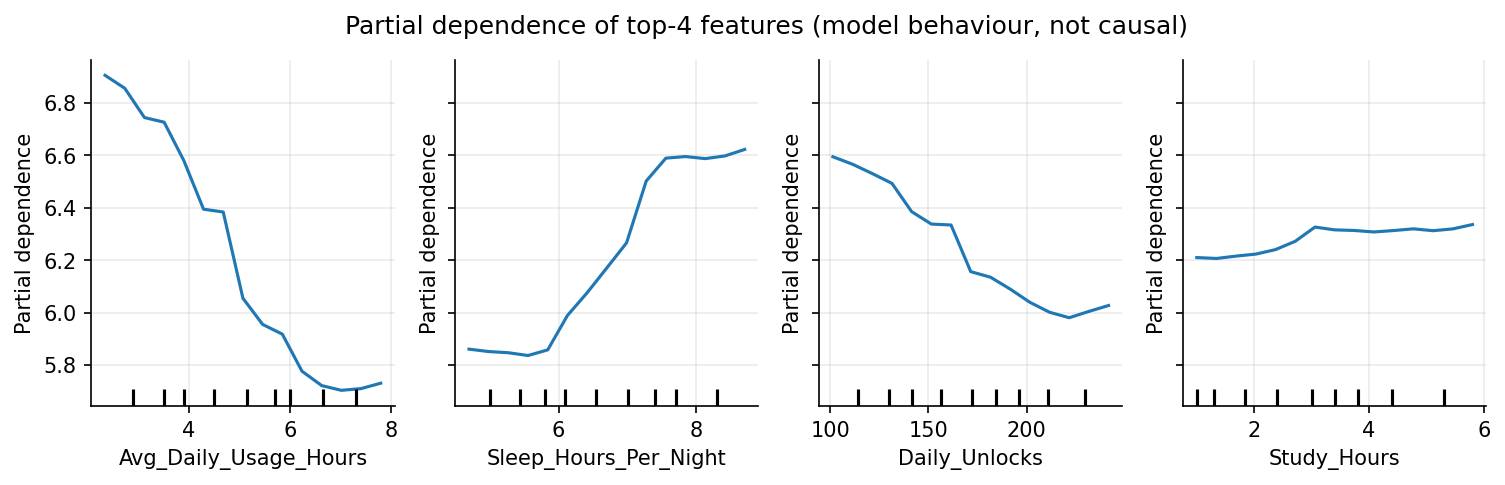 Partial dependence of top-4 features (model behaviour, not causal)
Partial dependence
6.8
6.6
6.4
6.2
6.0
5.8
4 6 8
Avg_Daily_Usage_Hours
Partial dependence
6 8
Sleep_Hours_Per_Night
Partial dependence
100 150 200
Daily_Unlocks
Partial dependence
2 4 6
Study_Hours